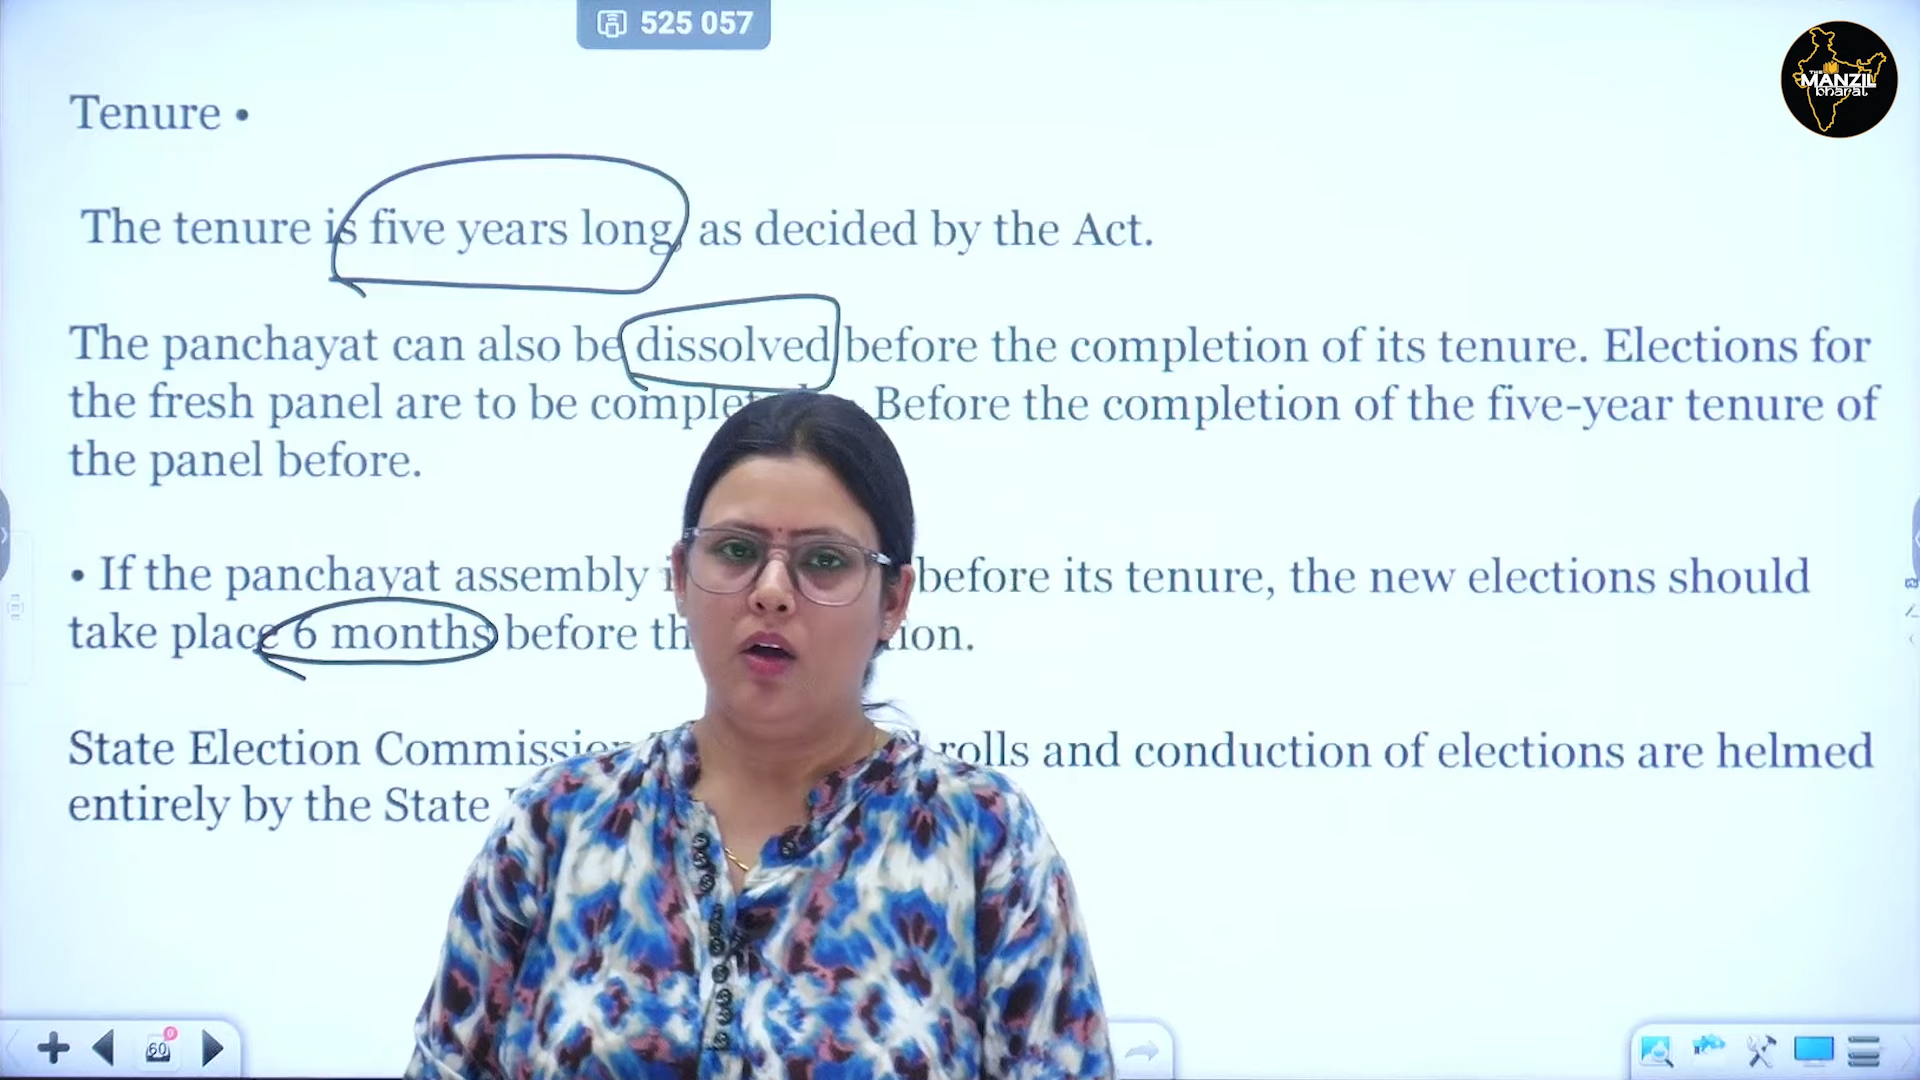 525 057
THE
MANZIL
bharat
Tenure •
The tenure is five years long, as decided by the Act.
The panchayat can also be dissolved before the completion of its tenure. Elections for
the fresh panel are to be Before the completion of the five-year tenure of
the panel before.
• If the panchayat assembly before its tenure, the new elections should
take place 6 months before
State Election rolls and conduction of elections are helmed
entirely by the State
60
0